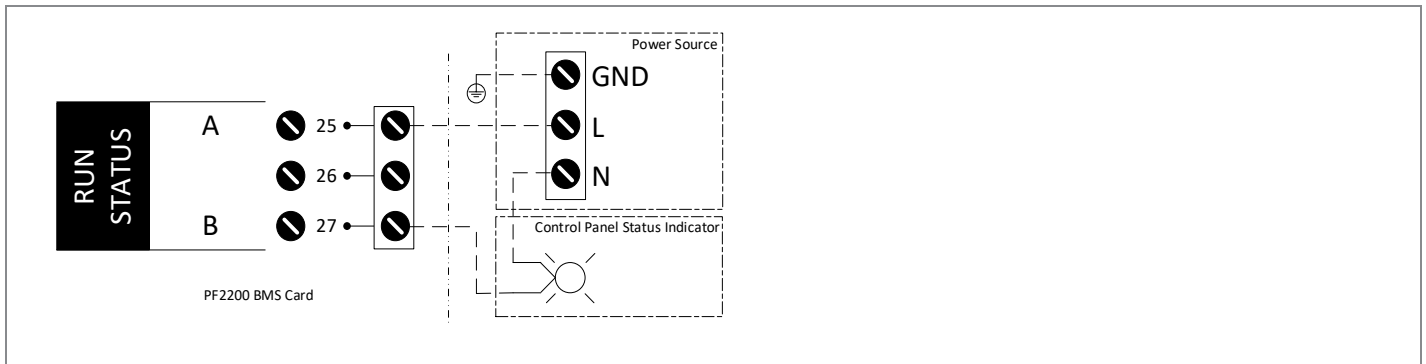 Power Source
GND
RUN
STATUS
A
25
L
26
N
B
27
Control Panel Status Indicator
PF2200 BMS Card